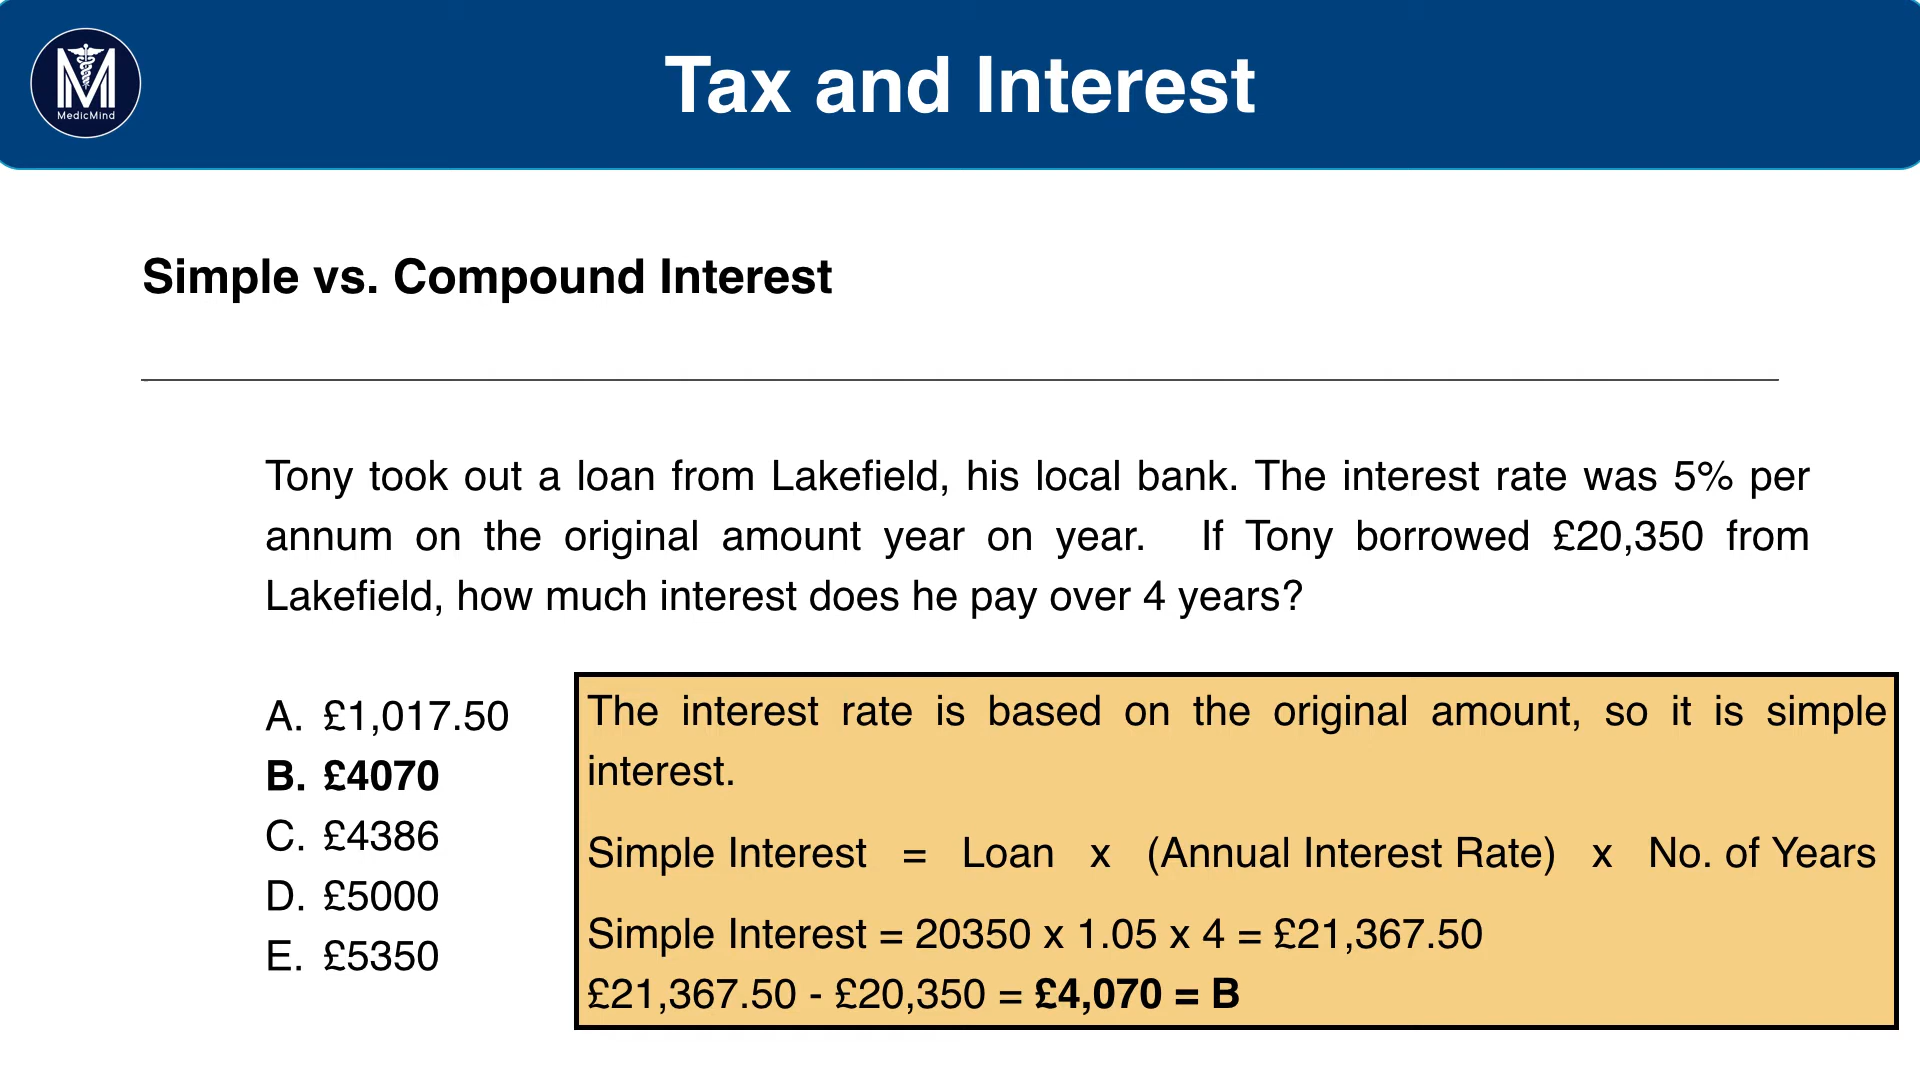 M
MedicMind
Tax and Interest
Simple vs. Compound Interest
Tony took out a loan from Lakefield, his local bank. The interest rate was 5% per
annum on the original amount year on year. If Tony borrowed £20,350 from
Lakefield, how much interest does he pay over 4 years?
A. £1,017.50
B. £4070
C. £4386
D. £5000
E. £5350
The interest rate is based on the original amount, so it is simple
interest.
Simple Interest = Loan x (Annual Interest Rate) x No. of Years
Simple Interest = 20350 x 1.05 x 4 = £21,367.50
£21,367.50 - £20,350 = £4,070 = B